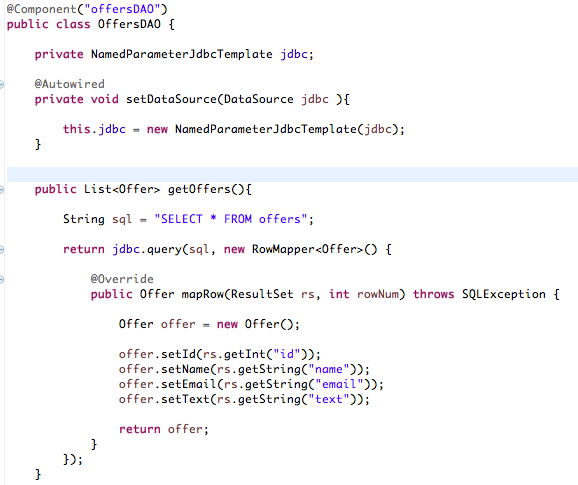 @Component("offersDAO")
public class OffersDAO {
private NamedParameterJdbcTemplate jdbc;
@Autowired
private void setDataSource(DataSource jdbc ){
this.jdbc = new NamedParameterJdbcTemplate(jdbc);
}
public List<Offer> getOffers(){
String sql = "SELECT * FROM offers";
return jdbc.query(sql, new RowMapper<Offer>() {
@Override
public Offer mapRow(ResultSet rs, int rowNum) throws SQLException {
Offer offer = new Offer();
offer.setId(rs.getInt("id"));
offer.setName(rs.getString("name"));
offer.setEmail(rs.getString("email"));
offer.setText(rs.getString("text"));
return offer;
}
});
}